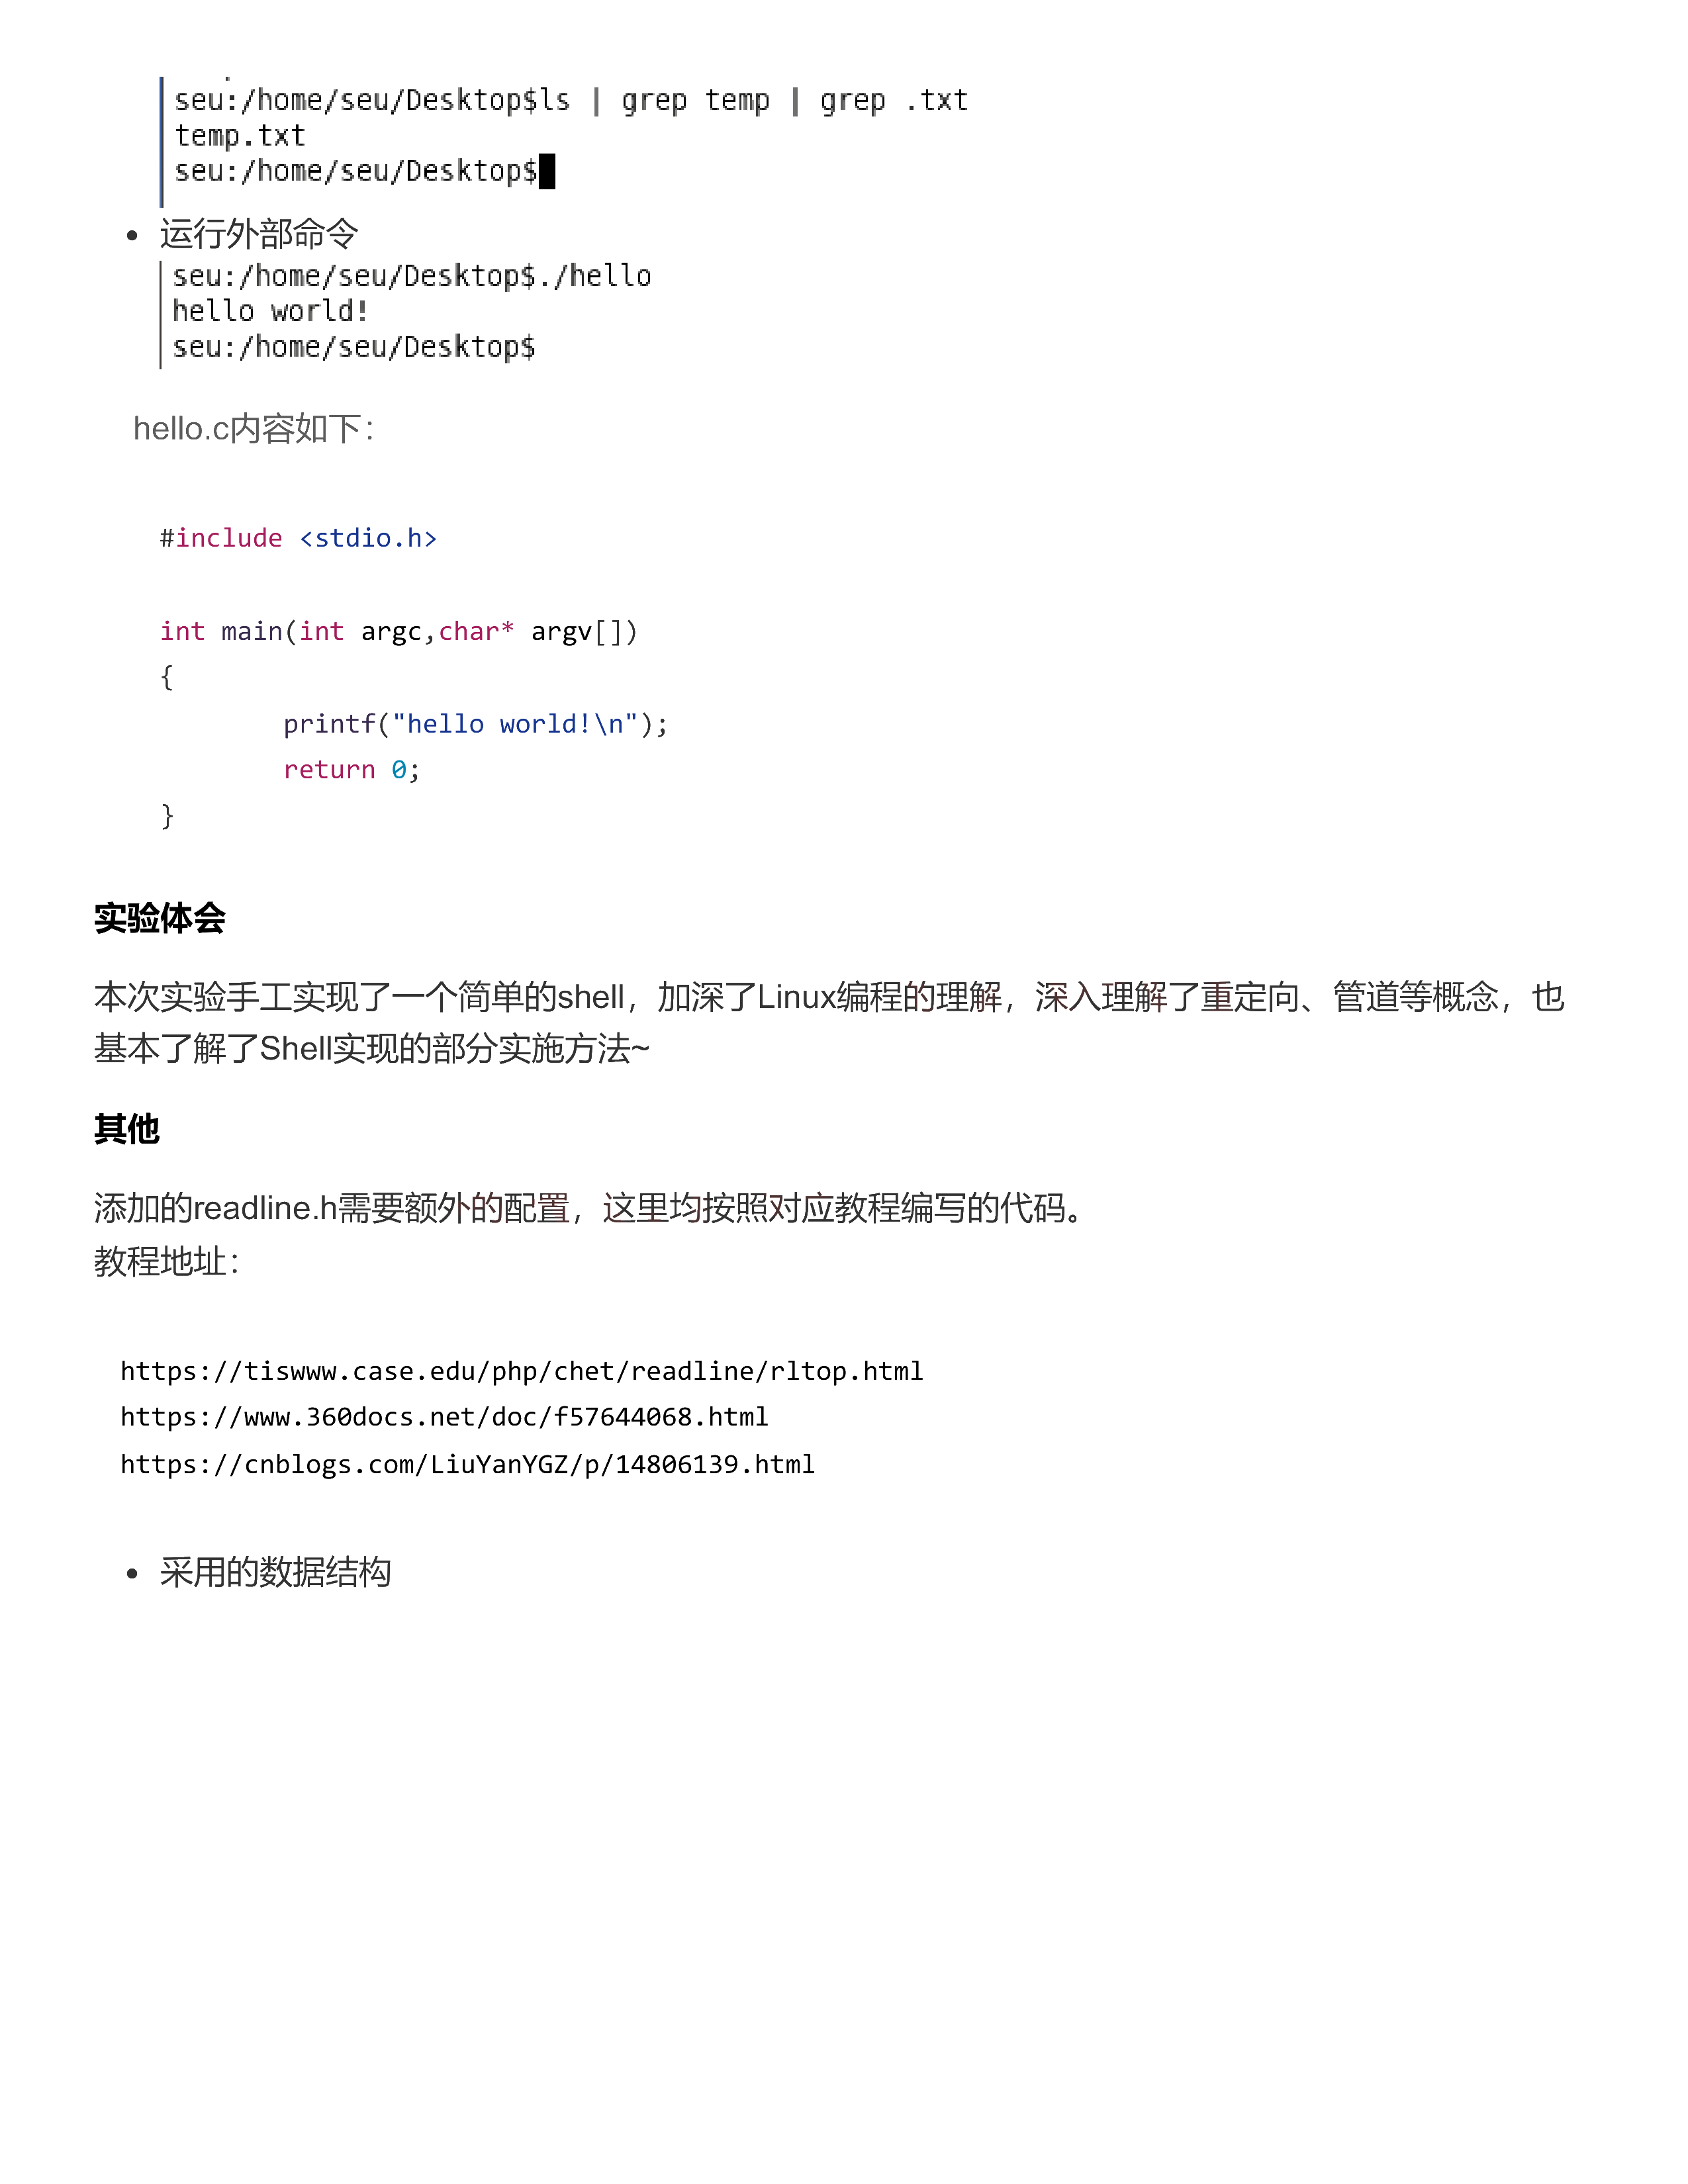 seu:/home/seu/Desktop$ls | grep temp | grep .txt
temp.txt
seu:/home/seu/Desktop$
• 运行外部命令
seu:/home/seu/Desktop$./hello
hello world!
seu:/home/seu/Desktop$
hello.c内容如下：
#include <stdio.h>
int main(int argc,char* argv[])
{
        printf("hello world!\n");
        return 0;
}
实验体会
本次实验手工实现了一个简单的shell，加深了Linux编程的理解，深入理解了重定向、管道等概念，也
基本了解了Shell实现的部分实施方法~
其他
添加的readline.h需要额外的配置，这里均按照对应教程编写的代码。
教程地址：
https://tiswww.case.edu/php/chet/readline/rltop.html
https://www.360docs.net/doc/f57644068.html
https://cnblogs.com/LiuYanYGZ/p/14806139.html
• 采用的数据结构